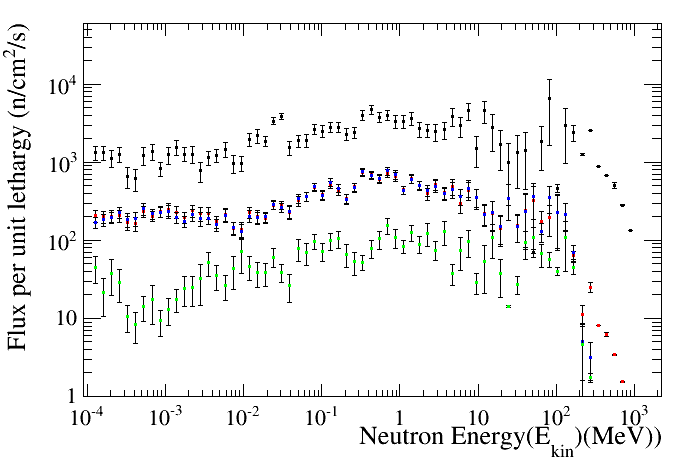 Flux per unit lethargy (n/cm²/s)
10⁴
10³
10²
10
1
10⁻⁴ 10⁻³ 10⁻² 10⁻¹ 1 10 10² 10³
Neutron Energy(E_kin)(MeV))